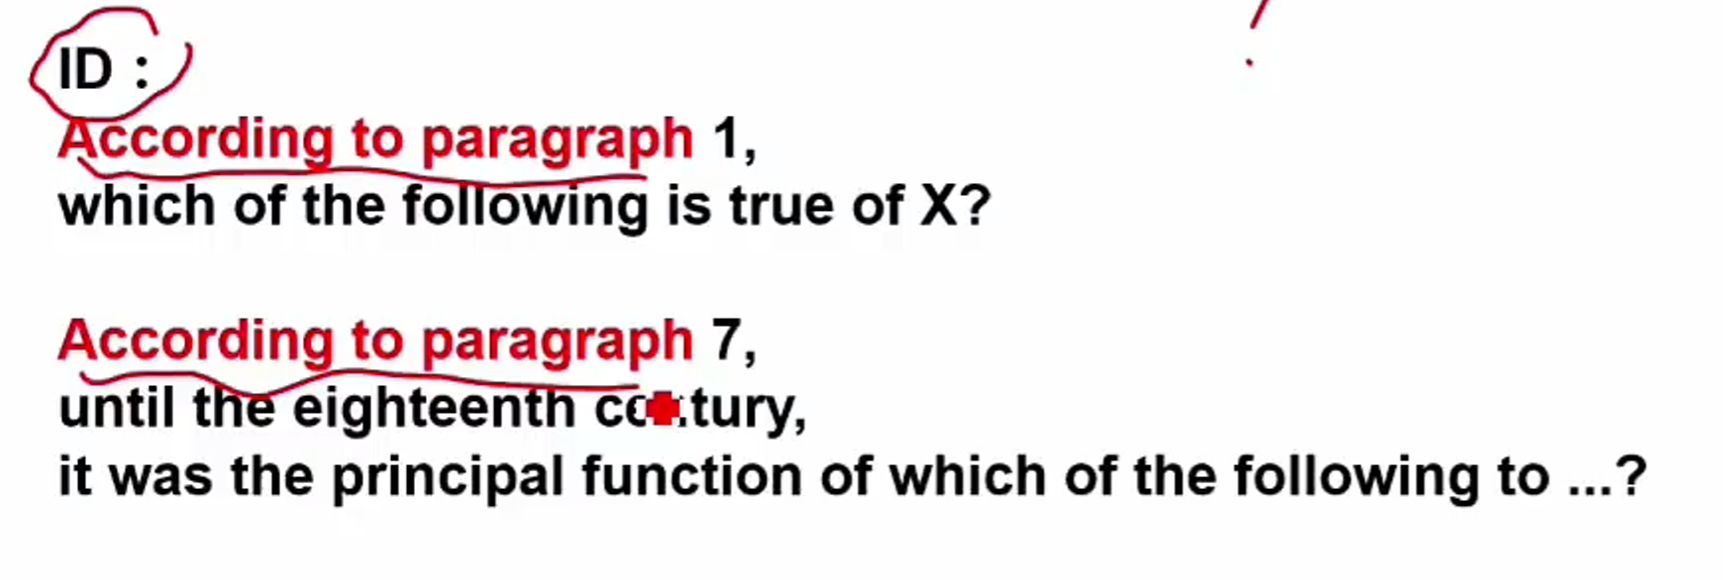 ID :
According to paragraph 1,
which of the following is true of X?
According to paragraph 7,
until the eighteenth century,
it was the principal function of which of the following to ...?